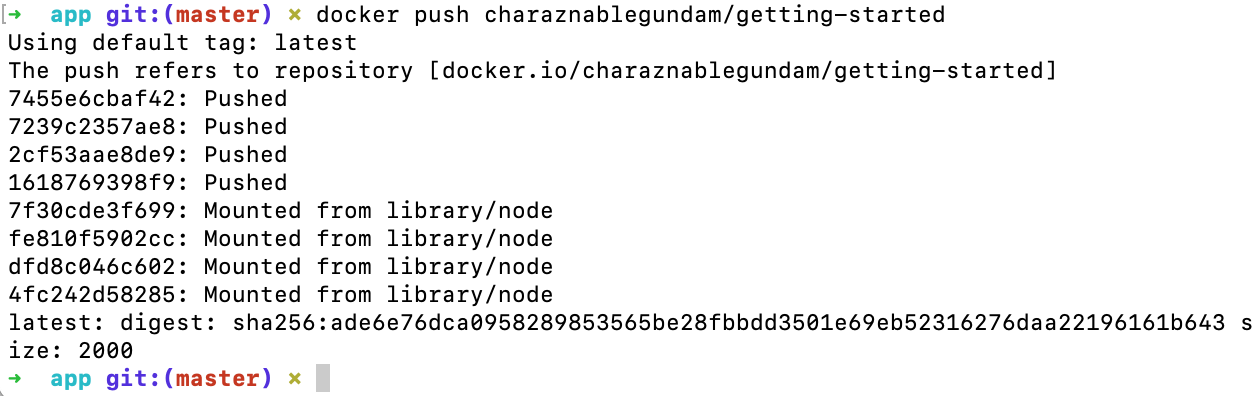 [→  app git:(master) × docker push charaznablegundam/getting-started
Using default tag: latest
The push refers to repository [docker.io/charaznablegundam/getting-started]
7455e6cbaf42: Pushed
7239c2357ae8: Pushed
2cf53aae8de9: Pushed
1618769398f9: Pushed
7f30cde3f699: Mounted from library/node
fe810f5902cc: Mounted from library/node
dfd8c046c602: Mounted from library/node
4fc242d58285: Mounted from library/node
latest: digest: sha256:ade6e76dca0958289853565be28fbbdd3501e69eb52316276daa22196161b643 s
ize: 2000
→  app git:(master) ×